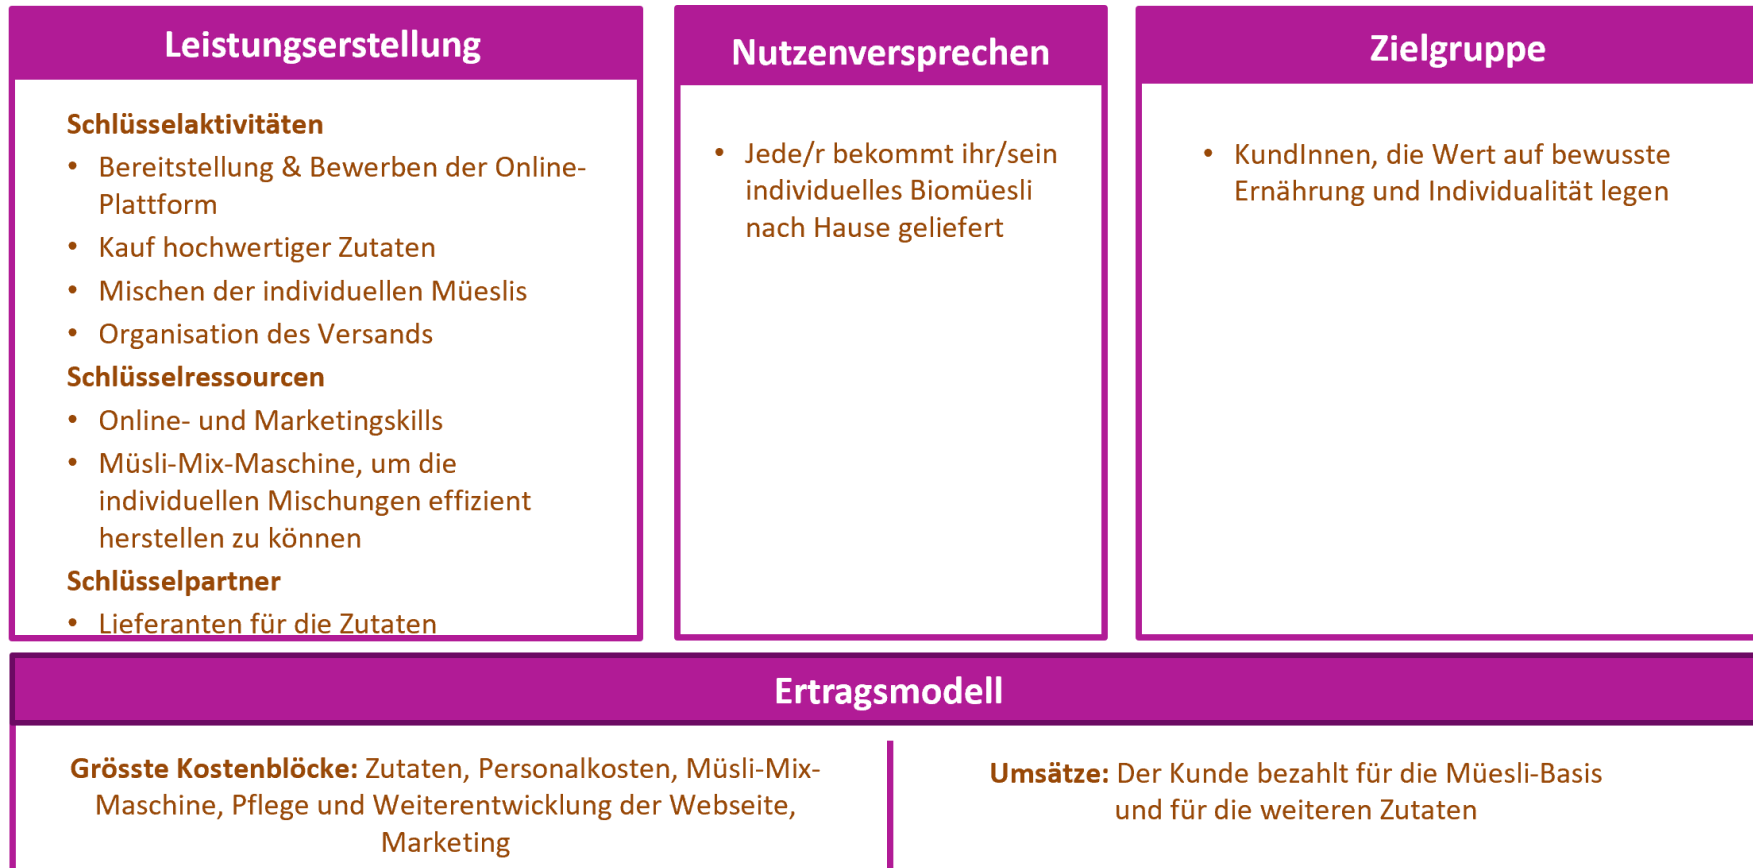 Leistungserstellung
Schlüsselaktivitäten
• Bereitstellung & Bewerben der Online-
Plattform
• Kauf hochwertiger Zutaten
• Mischen der individuellen Müeslis
• Organisation des Versands
Schlüsselressourcen
• Online- und Marketingskills
• Müsli-Mix-Maschine, um die
individuellen Mischungen effizient
herstellen zu können
Schlüsselpartner
• Lieferanten für die Zutaten
Nutzenversprechen
• Jede/r bekommt ihr/sein
individuelles Biomüesli
nach Hause geliefert
Zielgruppe
• KundInnen, die Wert auf bewusste
Ernährung und Individualität legen
Ertragsmodell
Grösste Kostenblöcke: Zutaten, Personalkosten, Müsli-Mix-
Maschine, Pflege und Weiterentwicklung der Webseite,
Marketing
Umsätze: Der Kunde bezahlt für die Müesli-Basis
und für die weiteren Zutaten